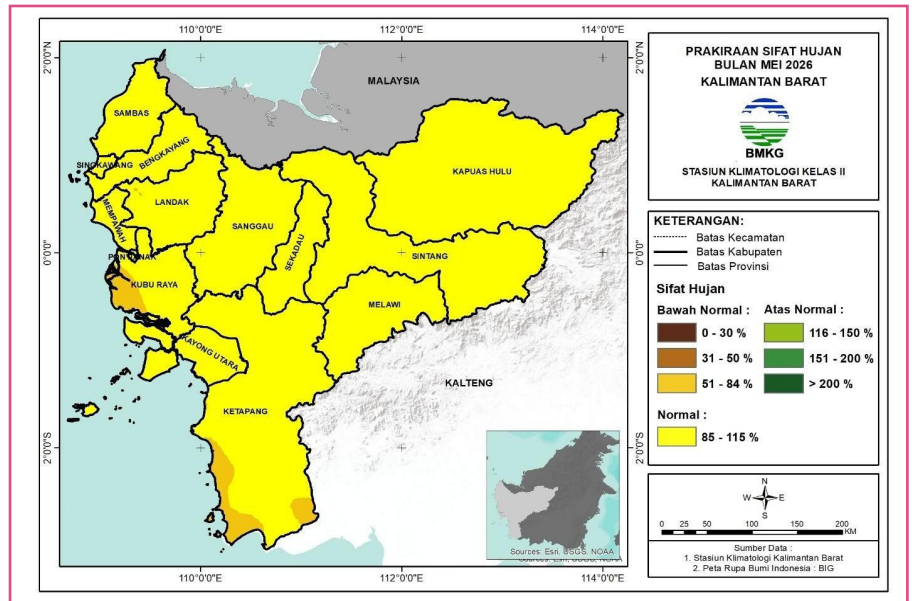 110°0'0"E
112°0'0"E
114°0'0"E
2°0'0"N
2°0'0"N
MALAYSIA
SAMBAS
SINGKAWANG
BENGKAYANG
KAPUAS HULU
LANDAK
MEMPAWAH
SANGGAU
SEKADAU
SINTANG
0°0'0"
0°0'0"
PONTIANAK
KUBU RAYA
MELAWI
KAYONG UTARA
KALTENG
KETAPANG
2°0'0"S
2°0'0"S
Sources: Esri, USGS, NOAA
Sources: Esri, USGS, NOAA
110°0'0"E
112°0'0"E
114°0'0"E
PRAKIRAAN SIFAT HUJAN
BULAN MEI 2026
KALIMANTAN BARAT
BMKG
STASIUN KLIMATOLOGI KELAS II
KALIMANTAN BARAT
KETERANGAN:
Batas Kecamatan
Batas Kabupaten
Batas Provinsi
Sifat Hujan
Bawah Normal : Atas Normal :
0 - 30 % 116 - 150 %
31 - 50 % 151 - 200 %
51 - 84 % > 200 %
Normal :
85 - 115 %
N
W E
S
0 25 50 100 150 200
KM
Sumber Data :
1. Stasiun Klimatologi Kalimantan Barat
2. Peta Rupa Bumi Indonesia : BIG